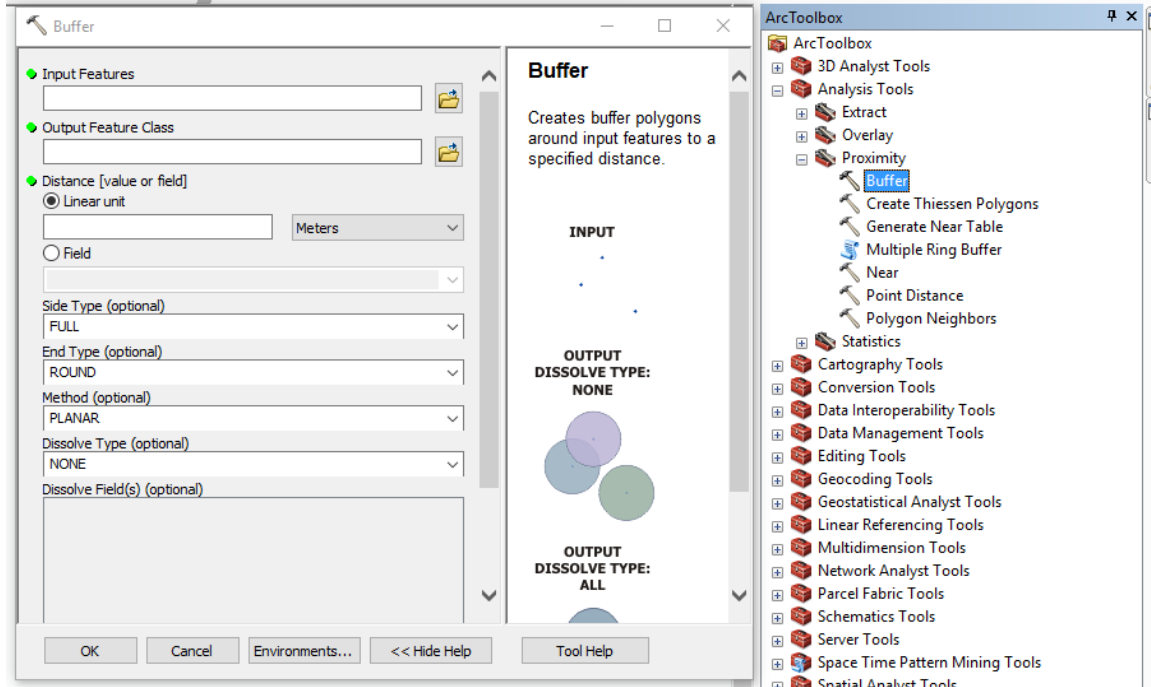 Buffer
Input Features
Output Feature Class
Distance [value or field]
Linear unit
Meters
Field
Side Type (optional)
FULL
End Type (optional)
ROUND
Method (optional)
PLANAR
Dissolve Type (optional)
NONE
Dissolve Field(s) (optional)
OK
Cancel
Environments...
<< Hide Help
Tool Help
Buffer
Creates buffer polygons
around input features to a
specified distance.
INPUT
OUTPUT
DISSOLVE TYPE:
NONE
OUTPUT
DISSOLVE TYPE:
ALL
ArcToolbox
ArcToolbox
3D Analyst Tools
Analysis Tools
Extract
Overlay
Proximity
Buffer
Create Thiessen Polygons
Generate Near Table
Multiple Ring Buffer
Near
Point Distance
Polygon Neighbors
Statistics
Cartography Tools
Conversion Tools
Data Interoperability Tools
Data Management Tools
Editing Tools
Geocoding Tools
Geostatistical Analyst Tools
Linear Referencing Tools
Multidimension Tools
Network Analyst Tools
Parcel Fabric Tools
Schematics Tools
Server Tools
Space Time Pattern Mining Tools
Spatial Analyst Tools